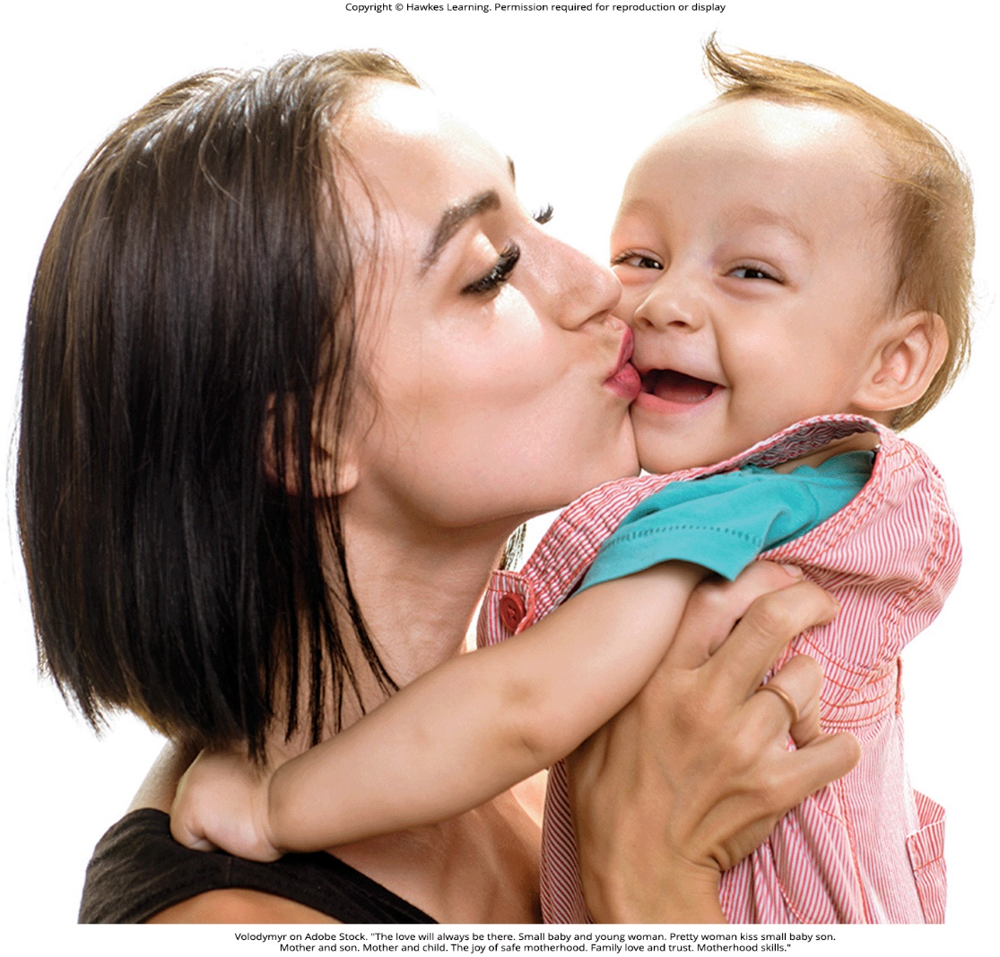 Copyright © Hawkes Learning. Permission required for reproduction or display
Volodymyr on Adobe Stock. "The love will always be there. Small baby and young woman. Pretty woman kiss small baby son.
Mother and son. Mother and child. The joy of safe motherhood. Family love and trust. Motherhood skills."